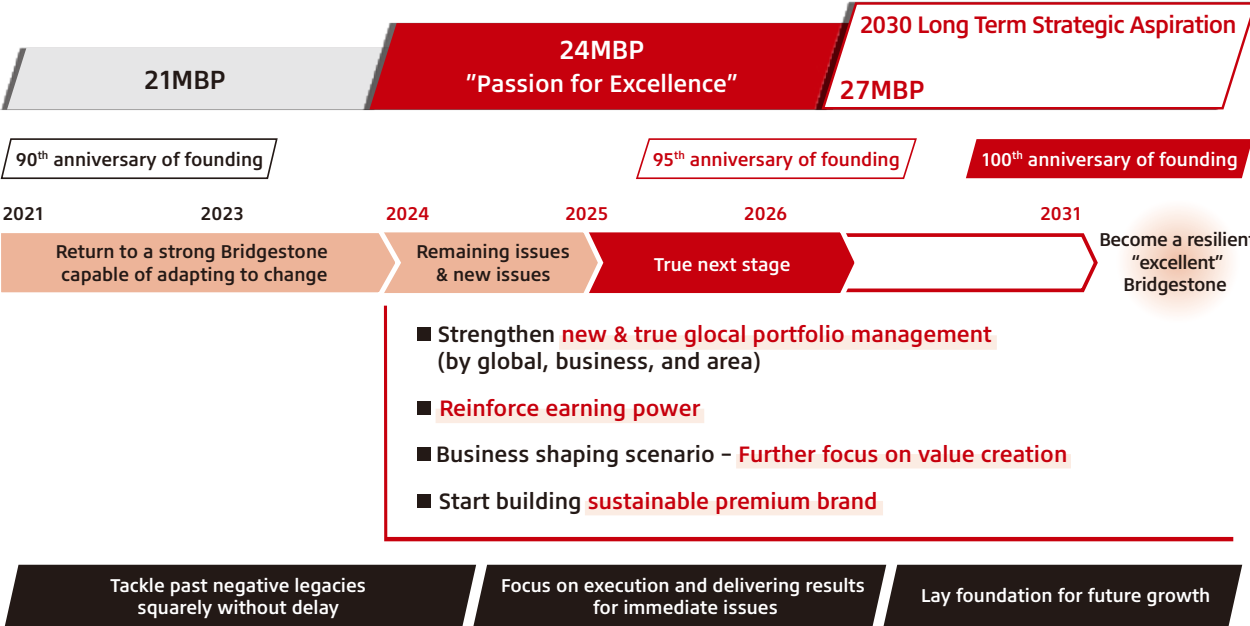 21MBP
24MBP
”Passion for Excellence”
2030 Long Term Strategic Aspiration
27MBP
90th anniversary of founding
95th anniversary of founding
100th anniversary of founding
2021
2023
2024
2025
2026
2031
Return to a strong Bridgestone
capable of adapting to change
Remaining issues
& new issues
True next stage
Become a resilient
“excellent”
Bridgestone
■ Strengthen new & true glocal portfolio management
(by global, business, and area)
■ Reinforce earning power
■ Business shaping scenario – Further focus on value creation
■ Start building sustainable premium brand
Tackle past negative legacies
squarely without delay
Focus on execution and delivering results
for immediate issues
Lay foundation for future growth